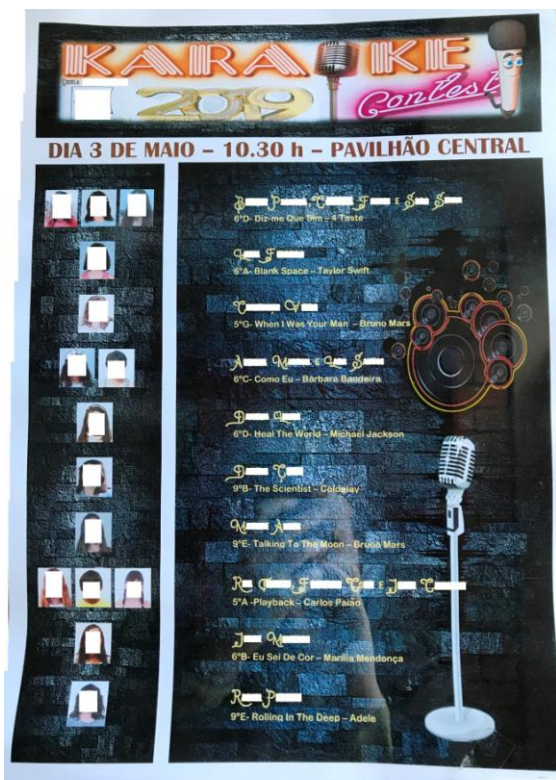 KARAOKE
ESCOLA
2019 Contest
DIA 3 DE MAIO – 10.30 h – PAVILHÃO CENTRAL
6ºD- Diz-me Que Sim – 4 Taste
6ºA- Blank Space – Taylor Swift
5ºG- When I Was Your Man – Bruno Mars
6ºC- Como Eu – Bárbara Bandeira
6ºD- Heal The World – Michael Jackson
9ºB- The Scientist – Coldplay
9ºE- Talking To The Moon – Bruno Mars
5ºA -Playback – Carlos Paião
6ºB- Eu Sei De Cór – Marília Mendonça
9ºE- Rolling In The Deep – Adele